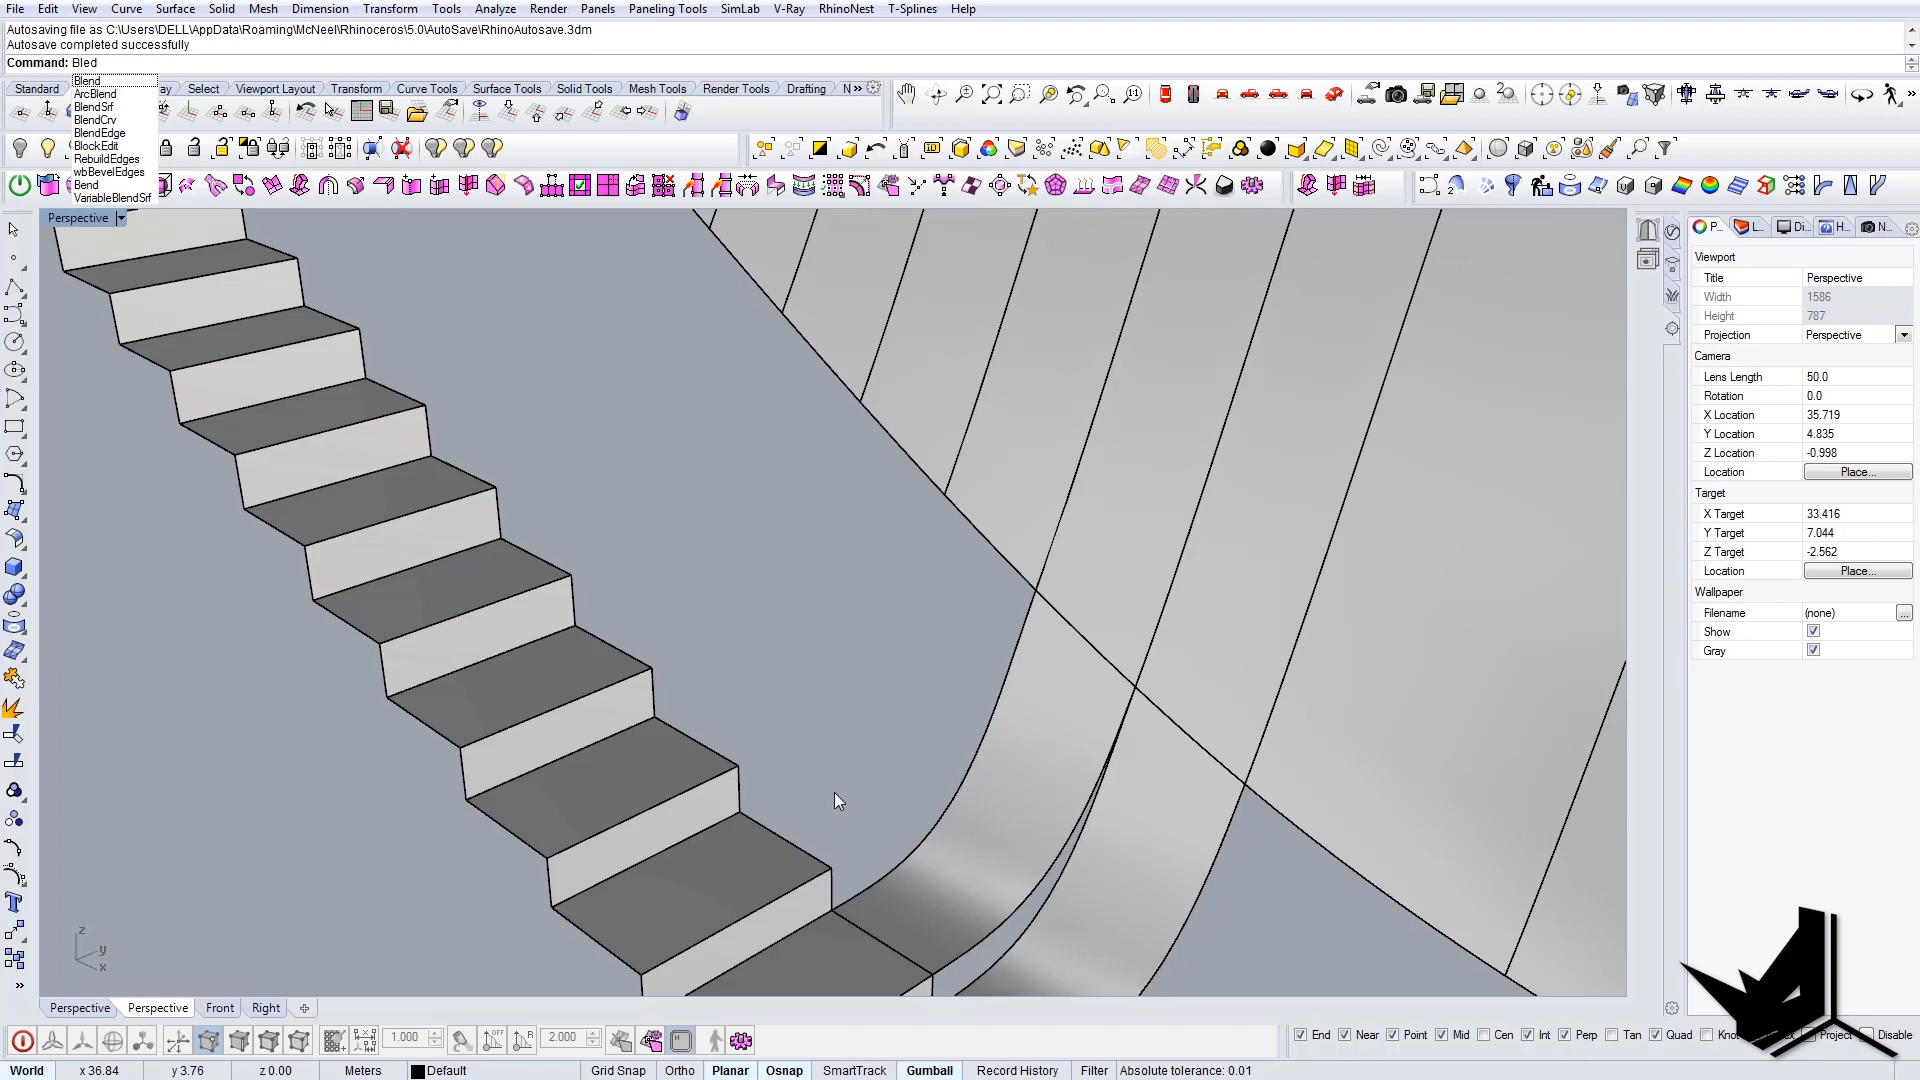 File Edit View Curve Surface Solid Mesh Dimension Transform Tools Analyze Render Panels Paneling Tools SimLab V-Ray RhinoNest T-Splines Help
Autosaving file as C:\Users\DELL\AppData\Roaming\McNeel\Rhinoceros\5.0\AutoSave\RhinoAutosave.3dm
Autosave completed successfully
Command: Bled
Blend
ArcBlend
BlendSrf
BlendCrv
BlendEdge
BlockEdit
RebuildEdges
wbBevelEdges
Bend
VariableBlendSrf
Standard ay Select Viewport Layout Transform Curve Tools Surface Tools Solid Tools Mesh Tools Render Tools Drafting N
Perspective
P... L... Di... H... N...
Viewport
Title Perspective
Width 1586
Height 787
Projection Perspective
Camera
Lens Length 50.0
Rotation 0.0
X Location 35.719
Y Location 4.835
Z Location -0.998
Location Place...
Target
X Target 33.416
Y Target 7.044
Z Target -2.562
Location Place...
Wallpaper
Filename (none) ...
Show
Gray
z
y
x
Perspective Perspective Front Right
1.000 2.000
End Near Point Mid Cen Int Perp Tan Quad Project Disable
World x 36.84 y 3.76 z 0.00 Meters Default Grid Snap Ortho Planar Osnap SmartTrack Gumball Record History Filter Absolute tolerance: 0.01